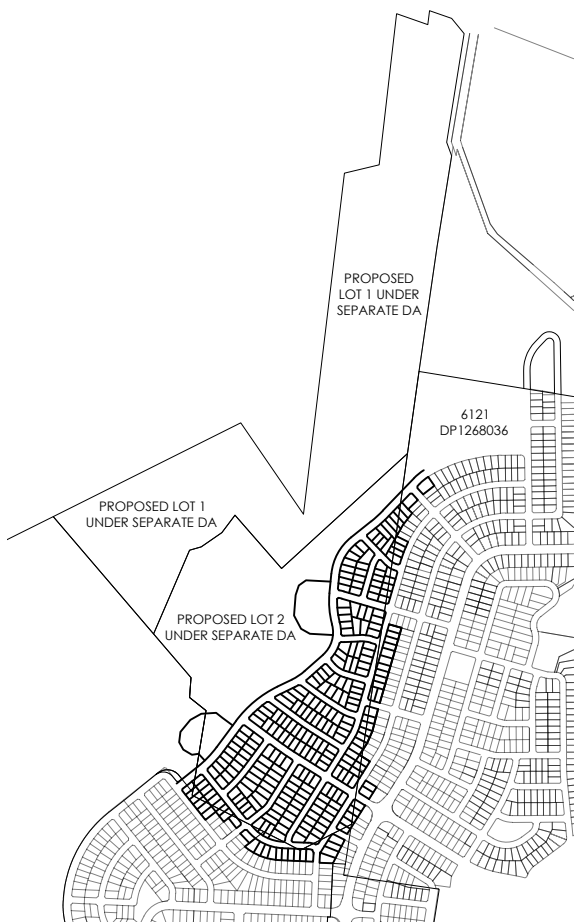 PROPOSED
LOT 1 UNDER
SEPARATE DA
6121
DP1268036
PROPOSED LOT 1
UNDER SEPARATE DA
PROPOSED LOT 2
UNDER SEPARATE DA